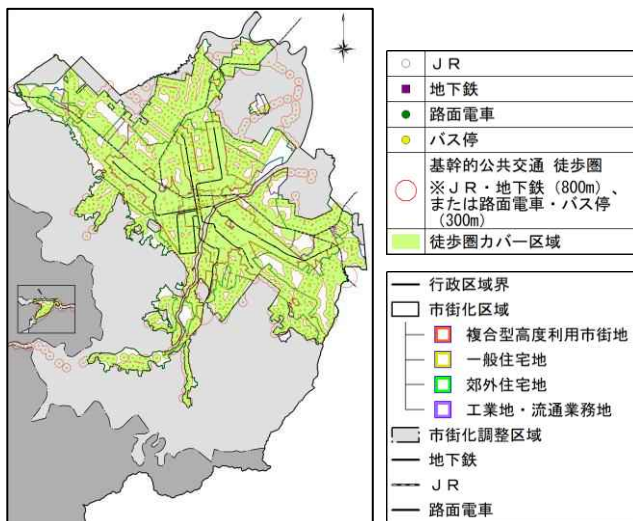 ＪＲ
地下鉄
路面電車
バス停
基幹的公共交通 徒歩圏
※ＪＲ・地下鉄（800m）、
または路面電車・バス停
（300m）
徒歩圏カバー区域
行政区域界
市街化区域
複合型高度利用市街地
一般住宅地
郊外住宅地
工業地・流通業務地
市街化調整区域
地下鉄
ＪＲ
路面電車